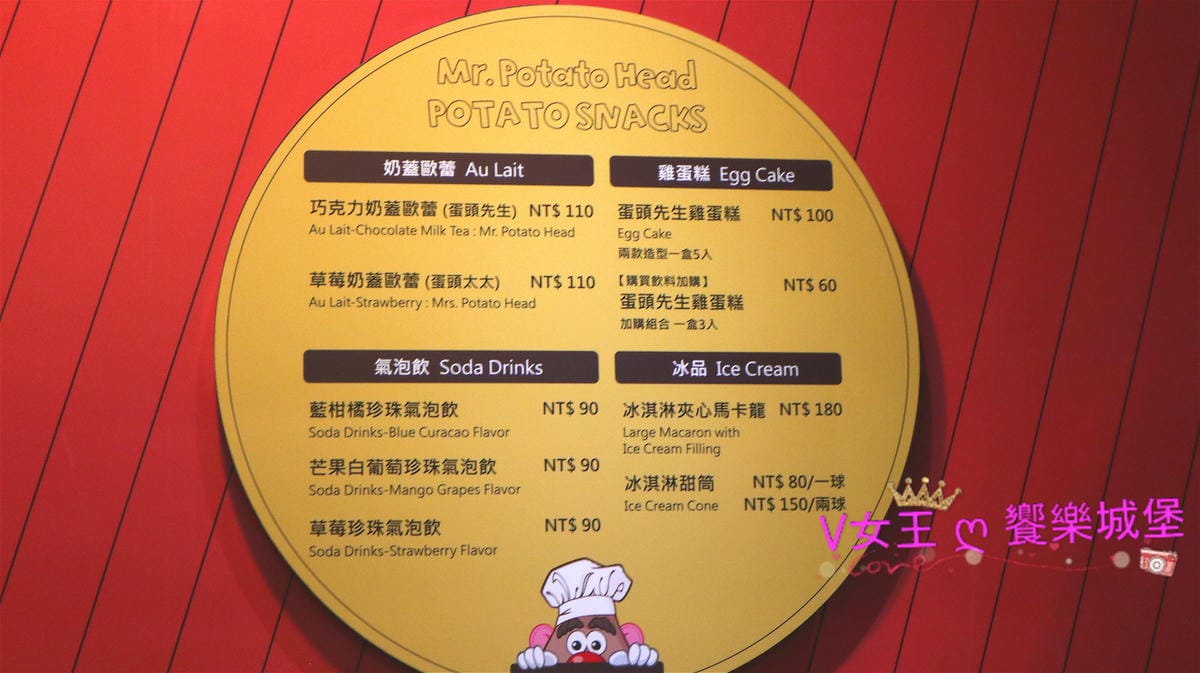 Mr. Potato Head
POTATO SNACKS
奶蓋歐蕾 Au Lait
巧克力奶蓋歐蕾 (蛋頭先生) NT$ 110
Au Lait-Chocolate Milk Tea : Mr. Potato Head
草莓奶蓋歐蕾 (蛋頭太太) NT$ 110
Au Lait-Strawberry : Mrs. Potato Head
雞蛋糕 Egg Cake
蛋頭先生雞蛋糕 NT$ 100
Egg Cake
兩款造型一盒5入
【購買飲料加購】
蛋頭先生雞蛋糕 NT$ 60
加購組合 一盒3入
氣泡飲 Soda Drinks
藍柑橘珍珠氣泡飲 NT$ 90
Soda Drinks-Blue Curacao Flavor
芒果白葡萄珍珠氣泡飲 NT$ 90
Soda Drinks-Mango Grapes Flavor
草莓珍珠氣泡飲 NT$ 90
Soda Drinks-Strawberry Flavor
冰品 Ice Cream
冰淇淋夾心馬卡龍 NT$ 180
Large Macaron with
Ice Cream Filling
冰淇淋甜筒 NT$ 80/一球
Ice Cream Cone NT$ 150/兩球
V女王 ღ 饗樂城堡
Love